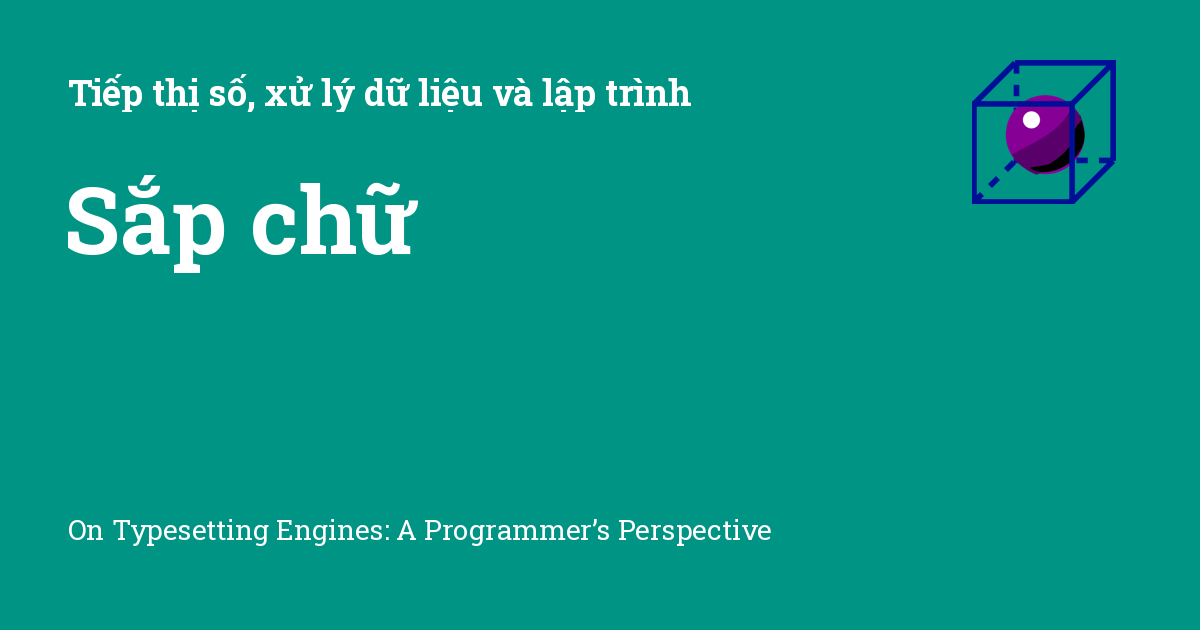 Tiếp thị số, xử lý dữ liệu và lập trình
Sắp chữ
On Typesetting Engines: A Programmer’s Perspective